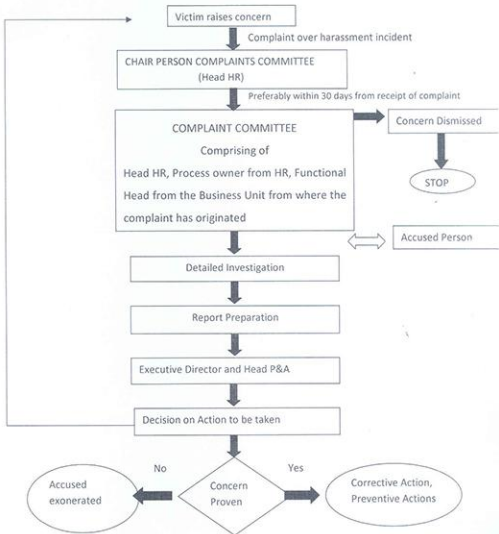 Victim raises concern
Complaint over harassment incident
CHAIR PERSON COMPLAINTS COMMITTEE
(Head HR)
Preferably within 30 days from receipt of complaint
COMPLAINT COMMITTEE
Comprising of
Head HR, Process owner from HR, Functional
Head from the Business Unit from where the
complaint has originated
Concern Dismissed
STOP
Accused Person
Detailed Investigation
Report Preparation
Executive Director and Head P&A
Decision on Action to be taken
No
Yes
Accused
exonerated
Concern
Proven
Corrective Action,
Preventive Actions